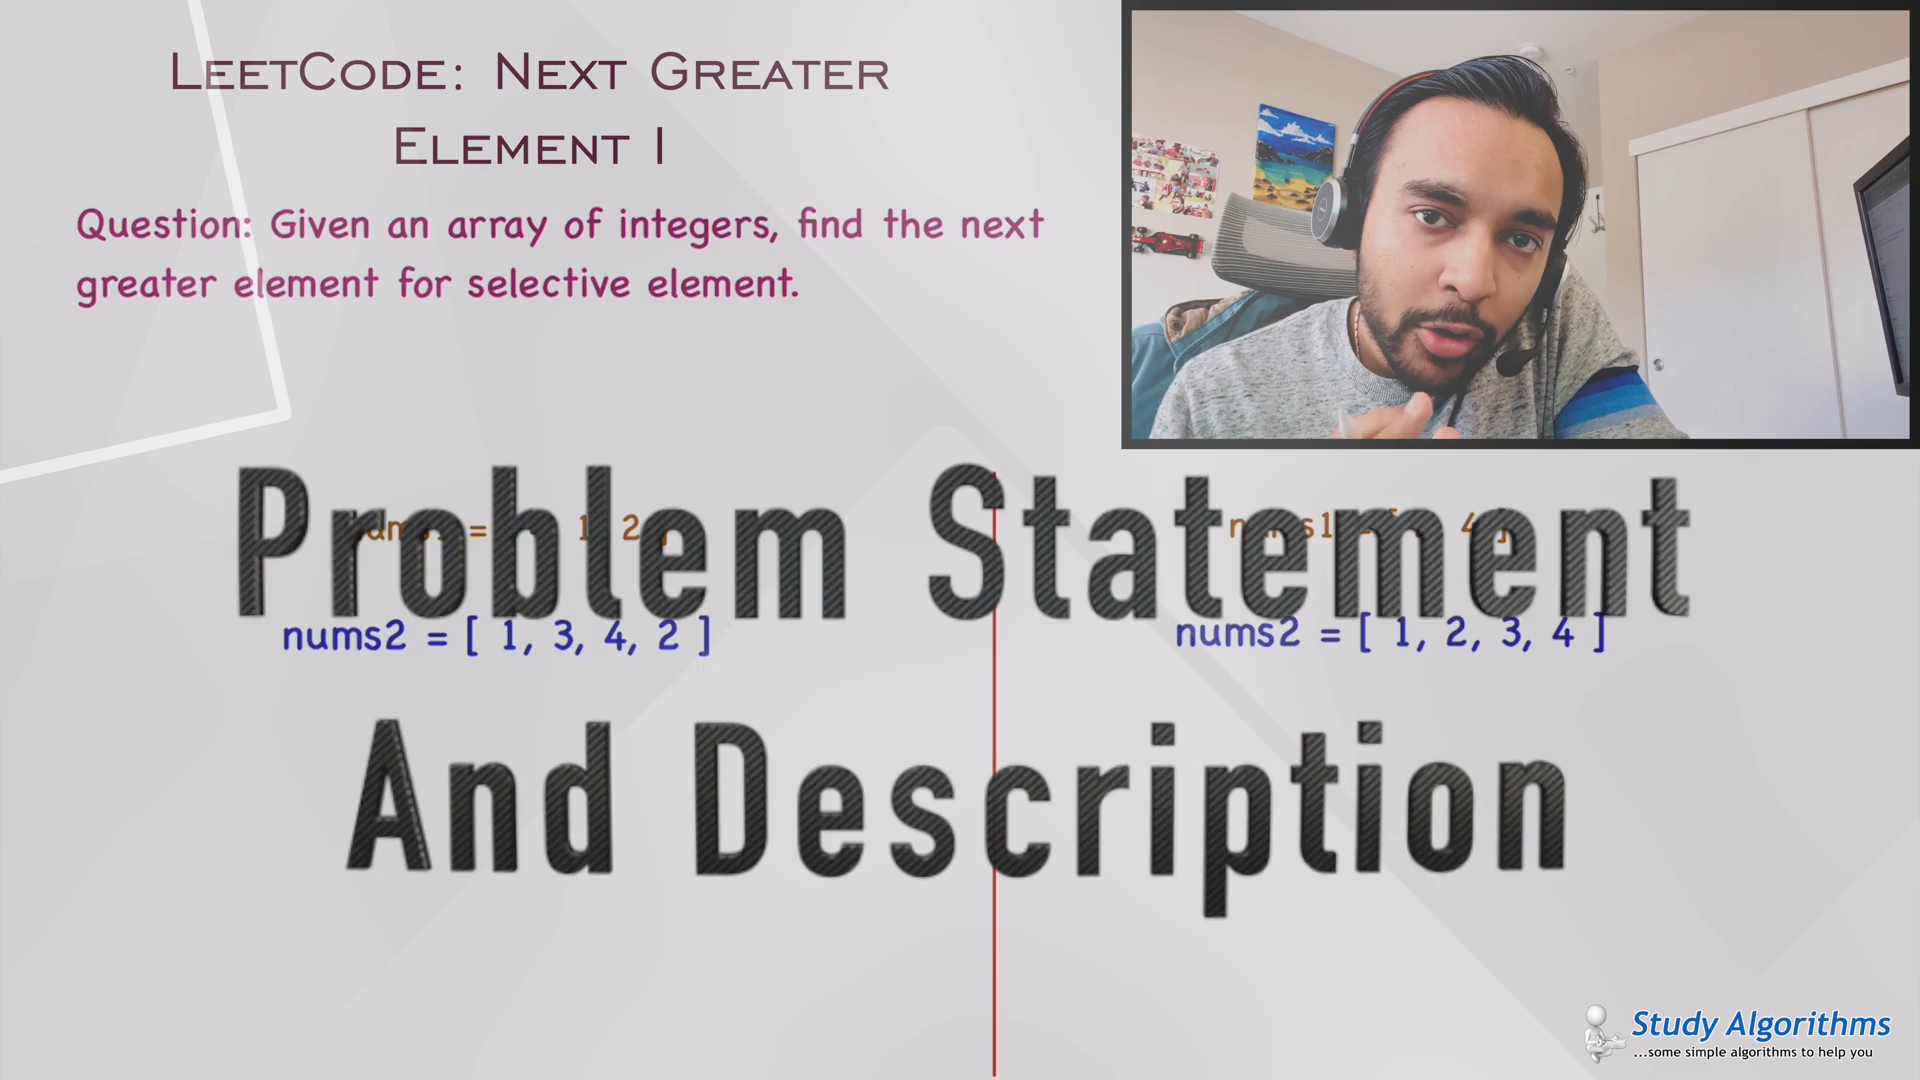 LEETCODE: NEXT GREATER
ELEMENT I
Question: Given an array of integers, find the next
greater element for selective element.
Problem Statement
nums2 = [ 1, 3, 4, 2 ]
nums2 = [ 1, 2, 3, 4 ]
And Description
Study Algorithms
...some simple algorithms to help you